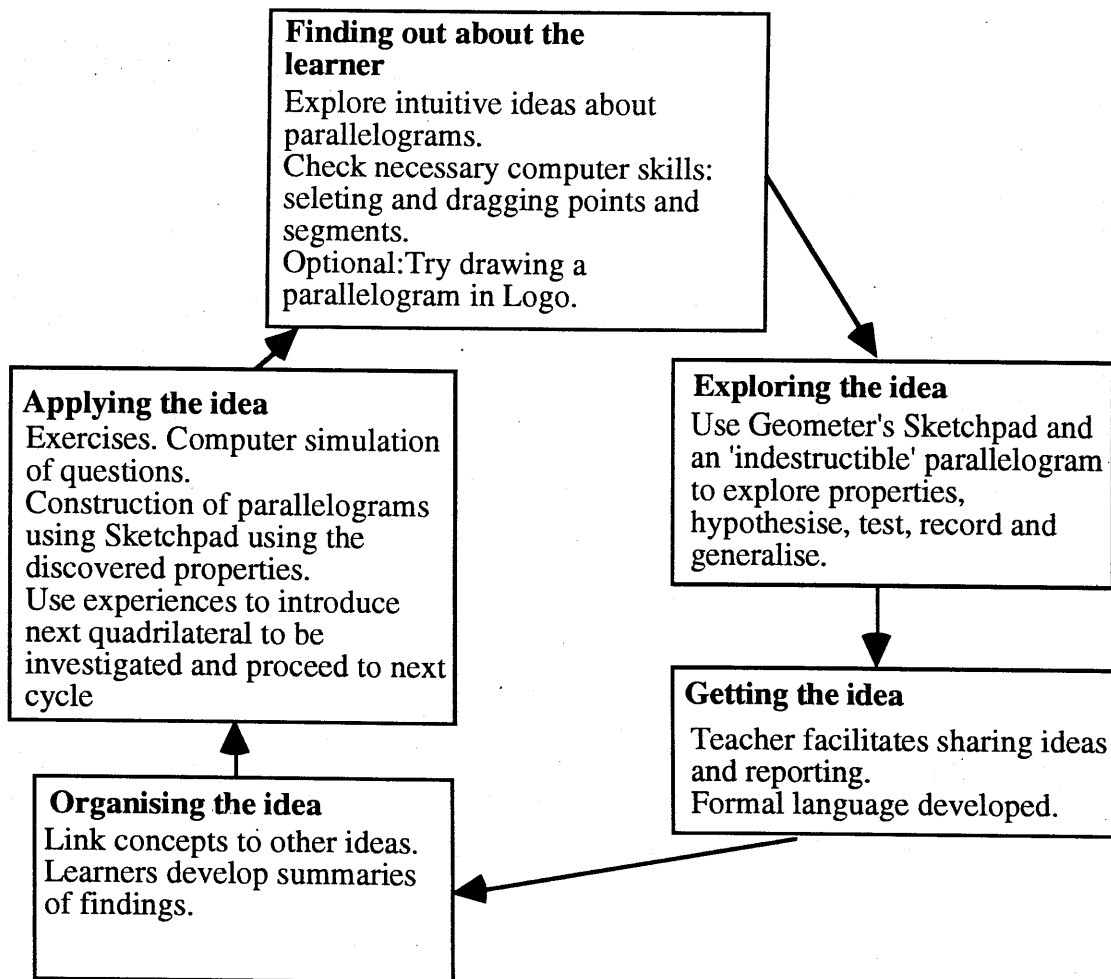 Finding out about the
learner
Explore intuitive ideas about
parallelograms.
Check necessary computer skills:
seleting and dragging points and
segments.
Optional:Try drawing a
parallelogram in Logo.
Exploring the idea
Use Geometer's Sketchpad and
an 'indestructible' parallelogram
to explore properties,
hypothesise, test, record and
generalise.
Getting the idea
Teacher facilitates sharing ideas
and reporting.
Formal language developed.
Organising the idea
Link concepts to other ideas.
Learners develop summaries
of findings.
Applying the idea
Exercises. Computer simulation
of questions.
Construction of parallelograms
using Sketchpad using the
discovered properties.
Use experiences to introduce
next quadrilateral to be
investigated and proceed to next
cycle